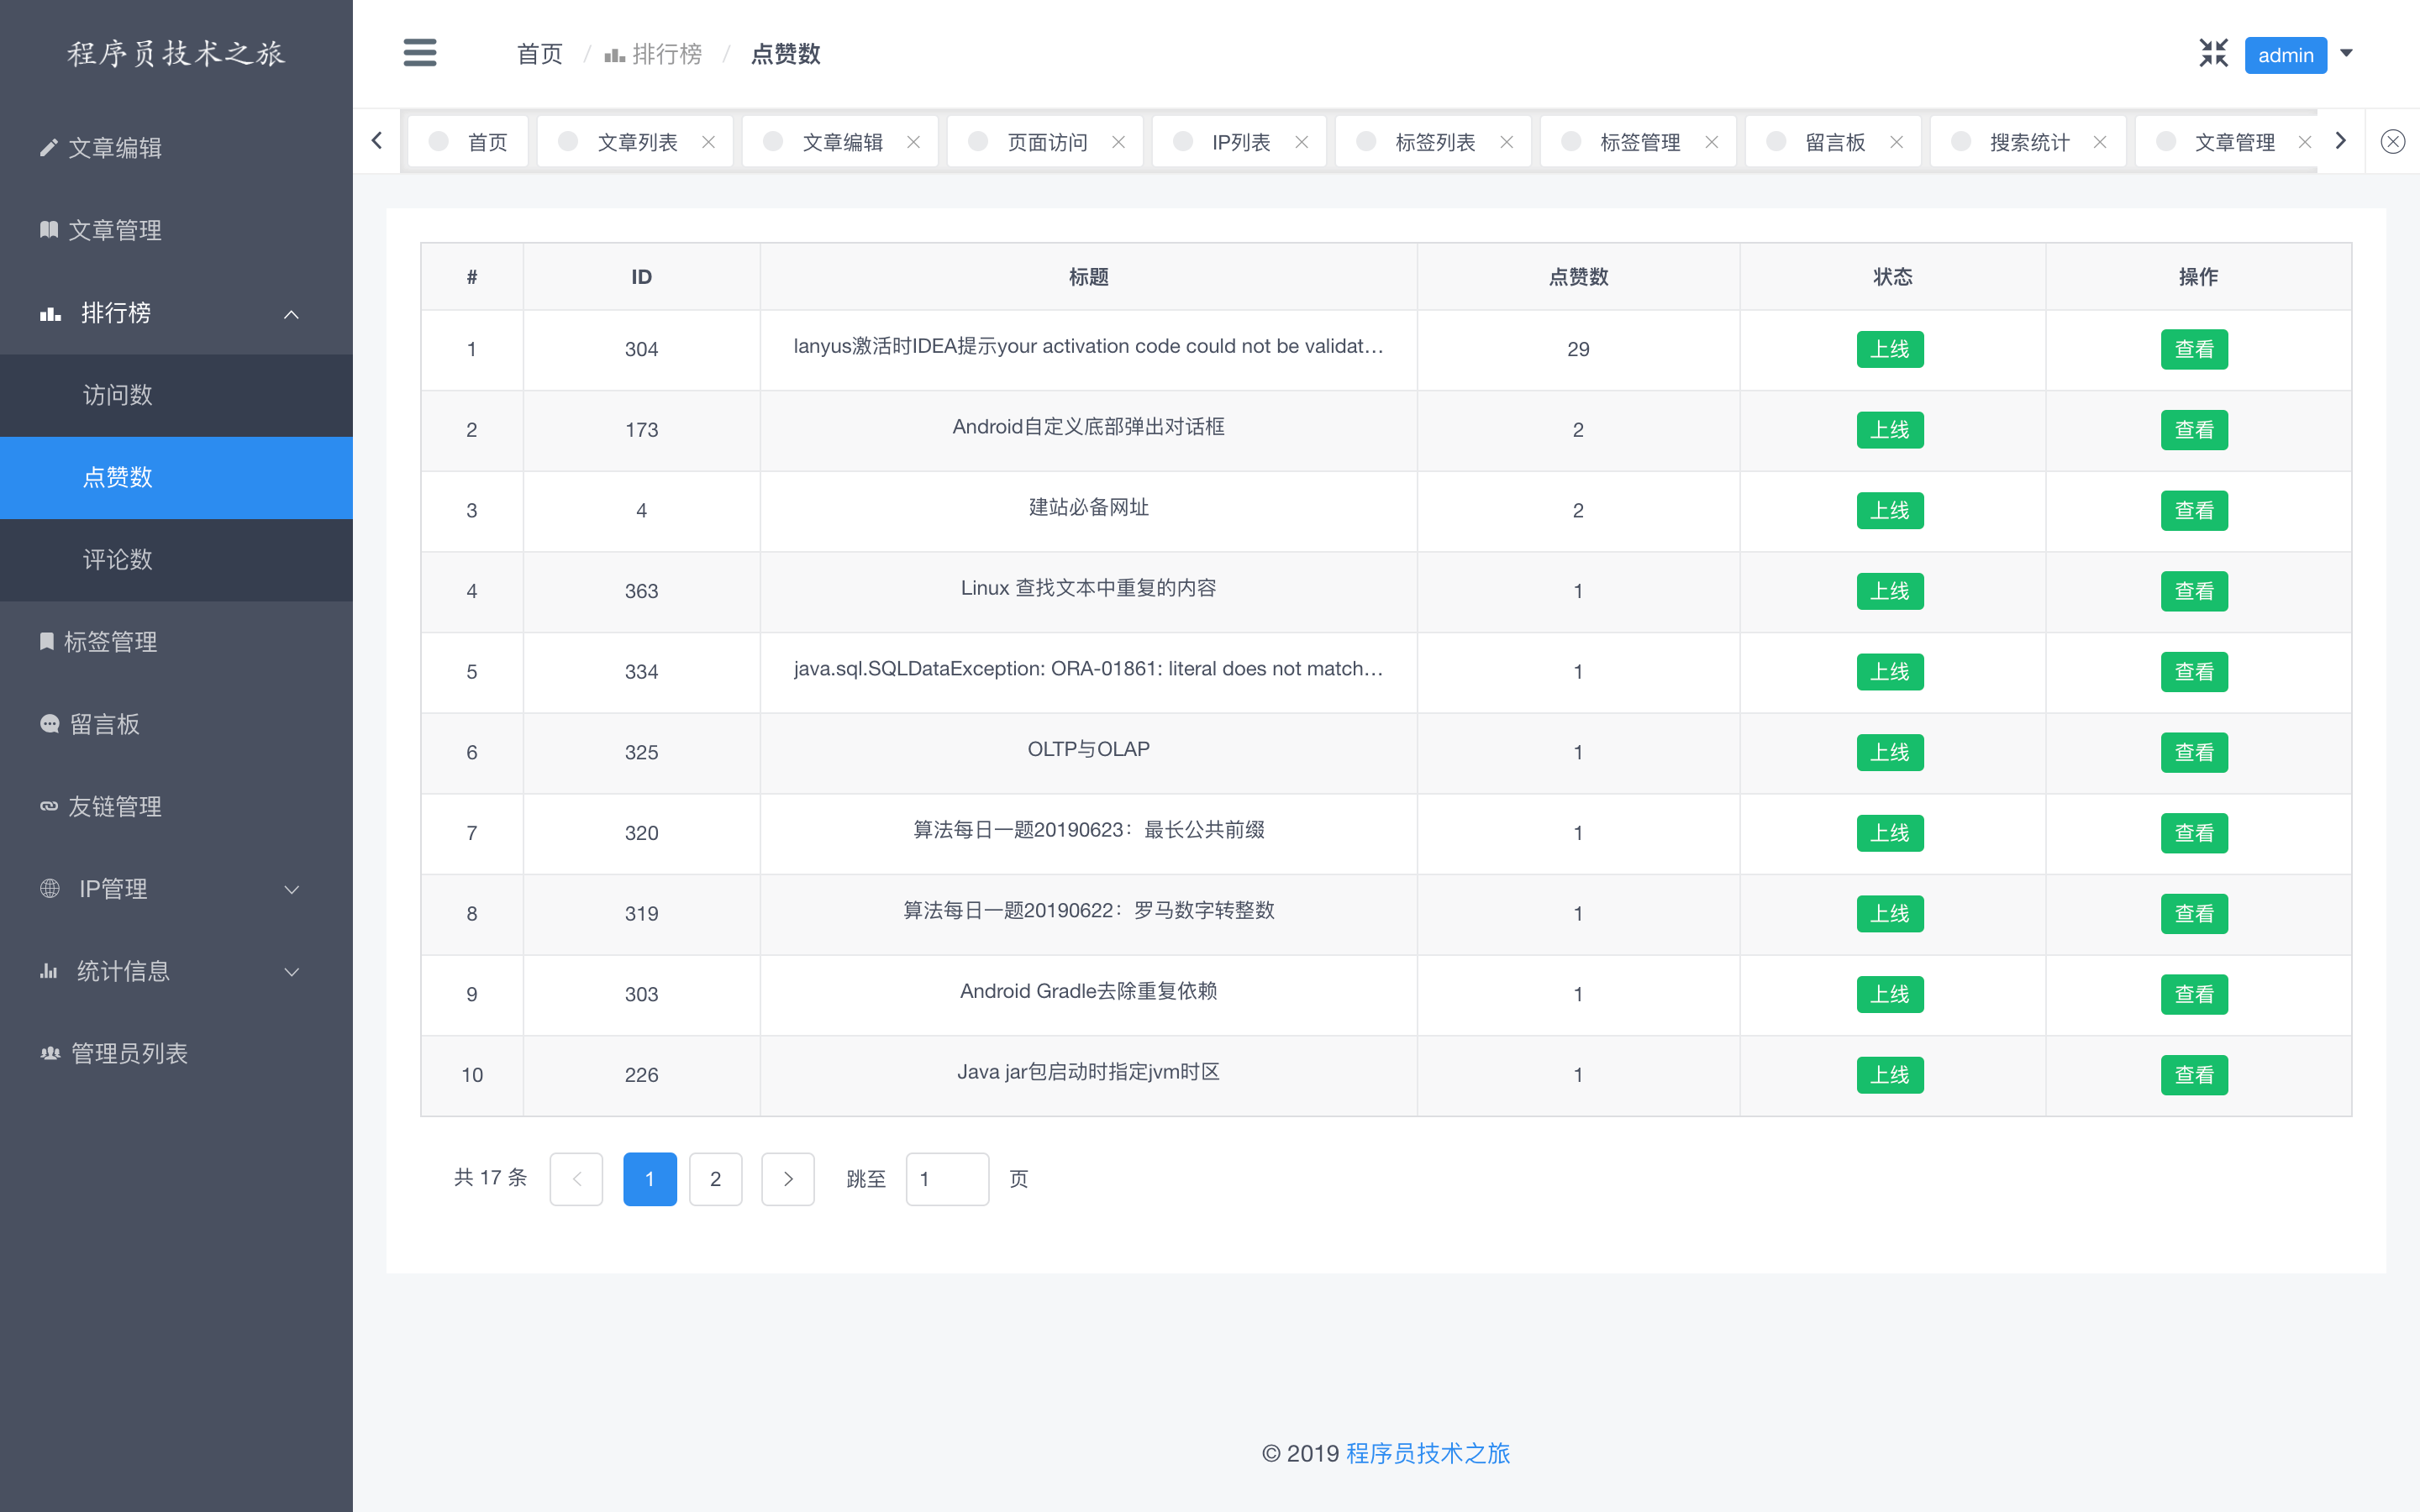 程序员技术之旅
首页 / 排行榜 / 点赞数
admin
文章编辑
文章管理
排行榜
访问数
点赞数
评论数
标签管理
留言板
友链管理
IP管理
统计信息
管理员列表
首页 文章列表 文章编辑 页面访问 IP列表 标签列表 标签管理 留言板 搜索统计 文章管理
# ID 标题 点赞数 状态 操作
1 304 lanyus激活时IDEA提示your activation code could not be validat... 29 上线 查看
2 173 Android自定义底部弹出对话框 2 上线 查看
3 4 建站必备网址 2 上线 查看
4 363 Linux 查找文本中重复的内容 1 上线 查看
5 334 java.sql.SQLDataException: ORA-01861: literal does not match... 1 上线 查看
6 325 OLTP与OLAP 1 上线 查看
7 320 算法每日一题20190623：最长公共前缀 1 上线 查看
8 319 算法每日一题20190622：罗马数字转整数 1 上线 查看
9 303 Android Gradle去除重复依赖 1 上线 查看
10 226 Java jar包启动时指定jvm时区 1 上线 查看
共 17 条 1 2 跳至 1 页
© 2019 程序员技术之旅